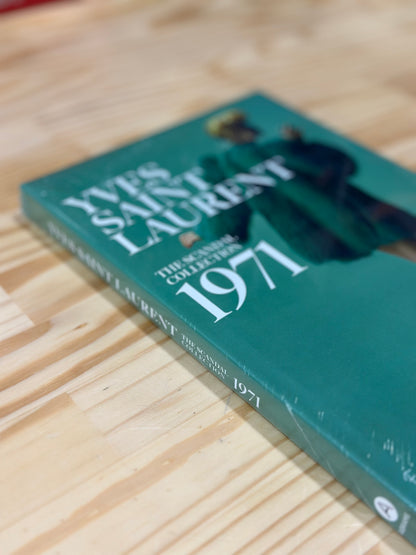 YVES
SAINT
LAURENT
THE SCANDAL
COLLECTION
1971
YVES SAINT LAURENT
THE SCANDAL
COLLECTION
1971
A